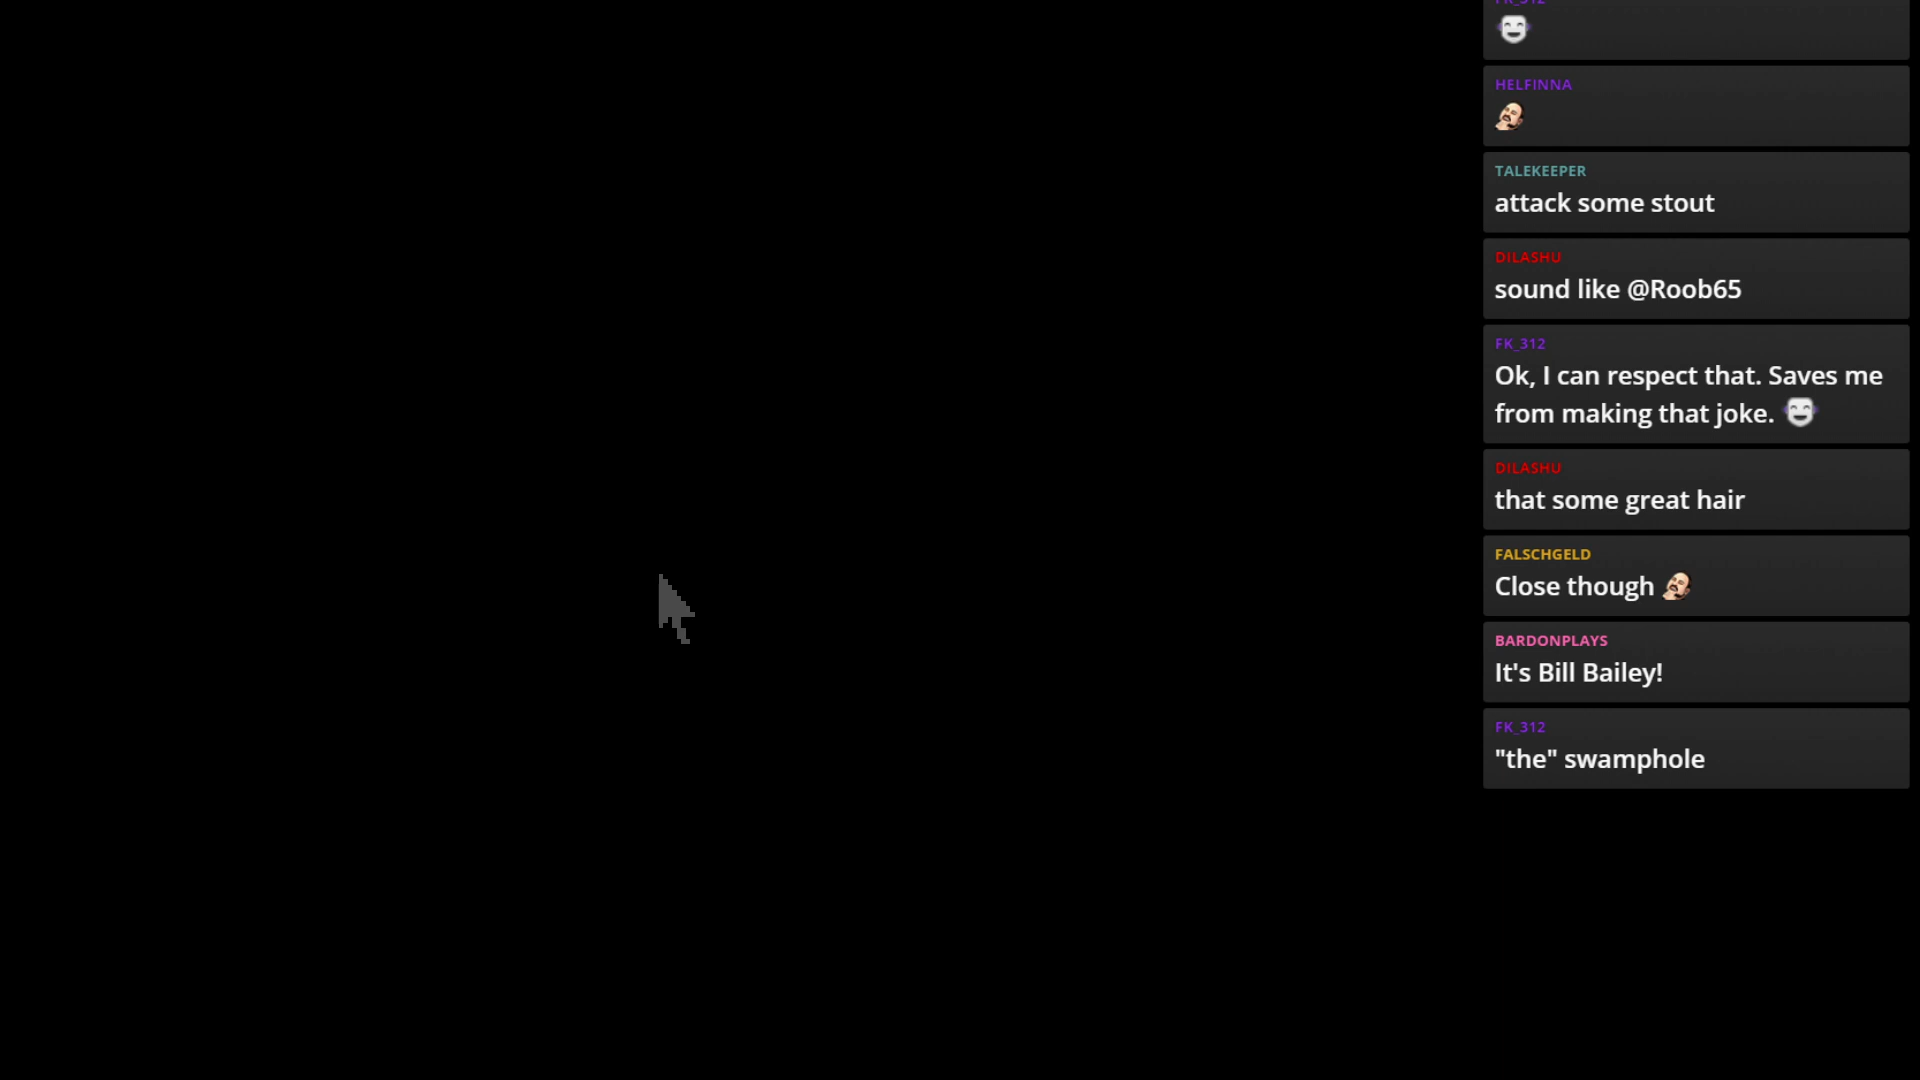 FK_312
HELFINNA
TALEKEEPER
attack some stout
DILASHU
sound like @Roob65
FK_312
Ok, I can respect that. Saves me
from making that joke.
DILASHU
that some great hair
FALSCHGELD
Close though
BARDONPLAYS
It's Bill Bailey!
FK_312
"the" swamphole